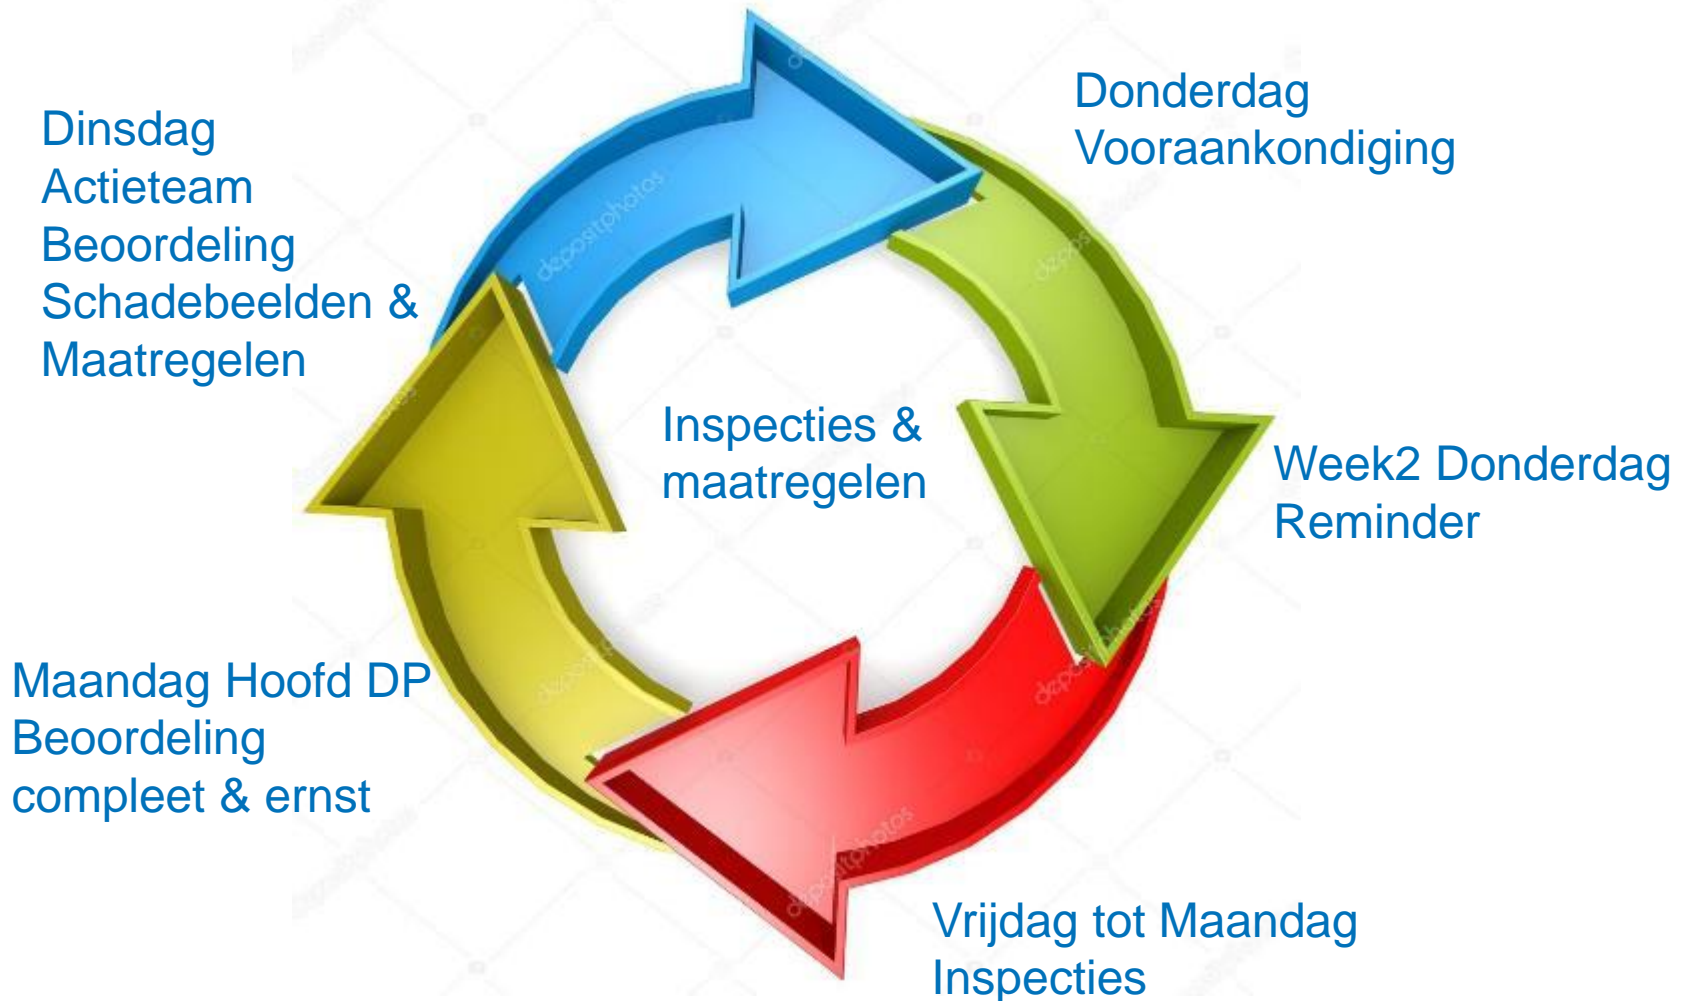 Donderdag
Vooraankondiging
Dinsdag
Actieteam
Beoordeling
Schadebeelden &
Maatregelen
Inspecties &
maatregelen
Week2 Donderdag
Reminder
Maandag Hoofd DP
Beoordeling
compleet & ernst
Vrijdag tot Maandag
Inspecties
depositphotos